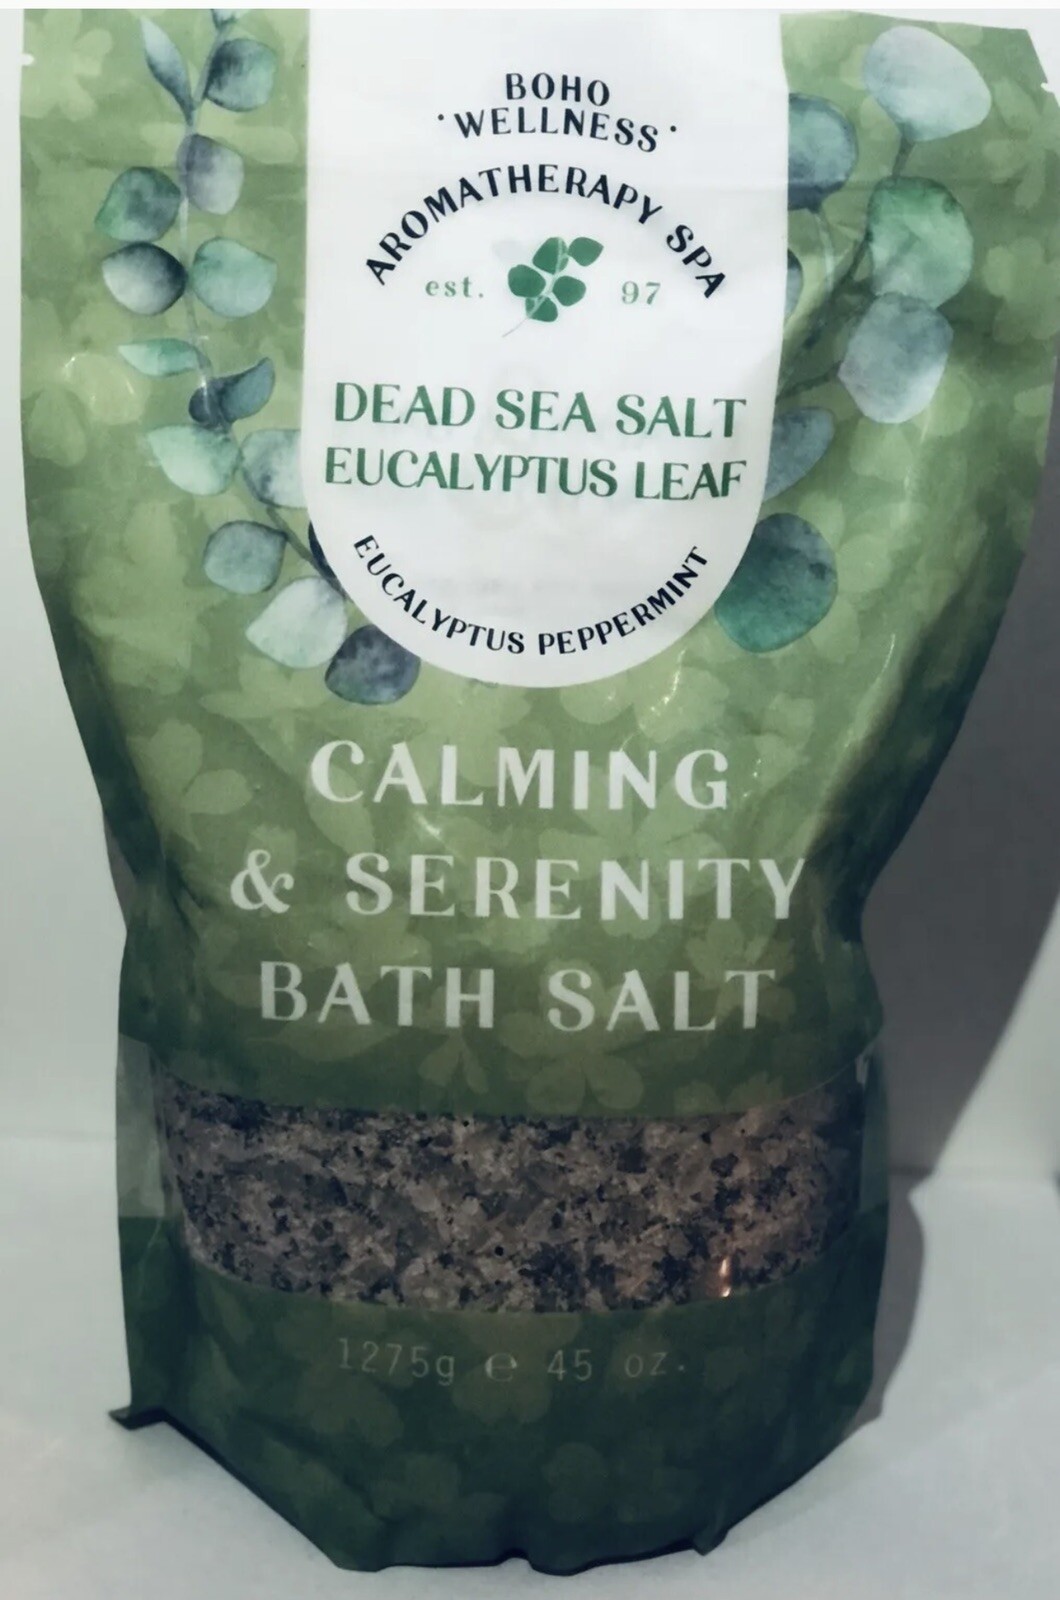 BOHO
· WELLNESS ·
AROMATHERAPY SPA
est. 97
DEAD SEA SALT
EUCALYPTUS LEAF
EUCALYPTUS PEPPERMINT
CALMING
& SERENITY
BATH SALT
1275g ℮ 45 oz.